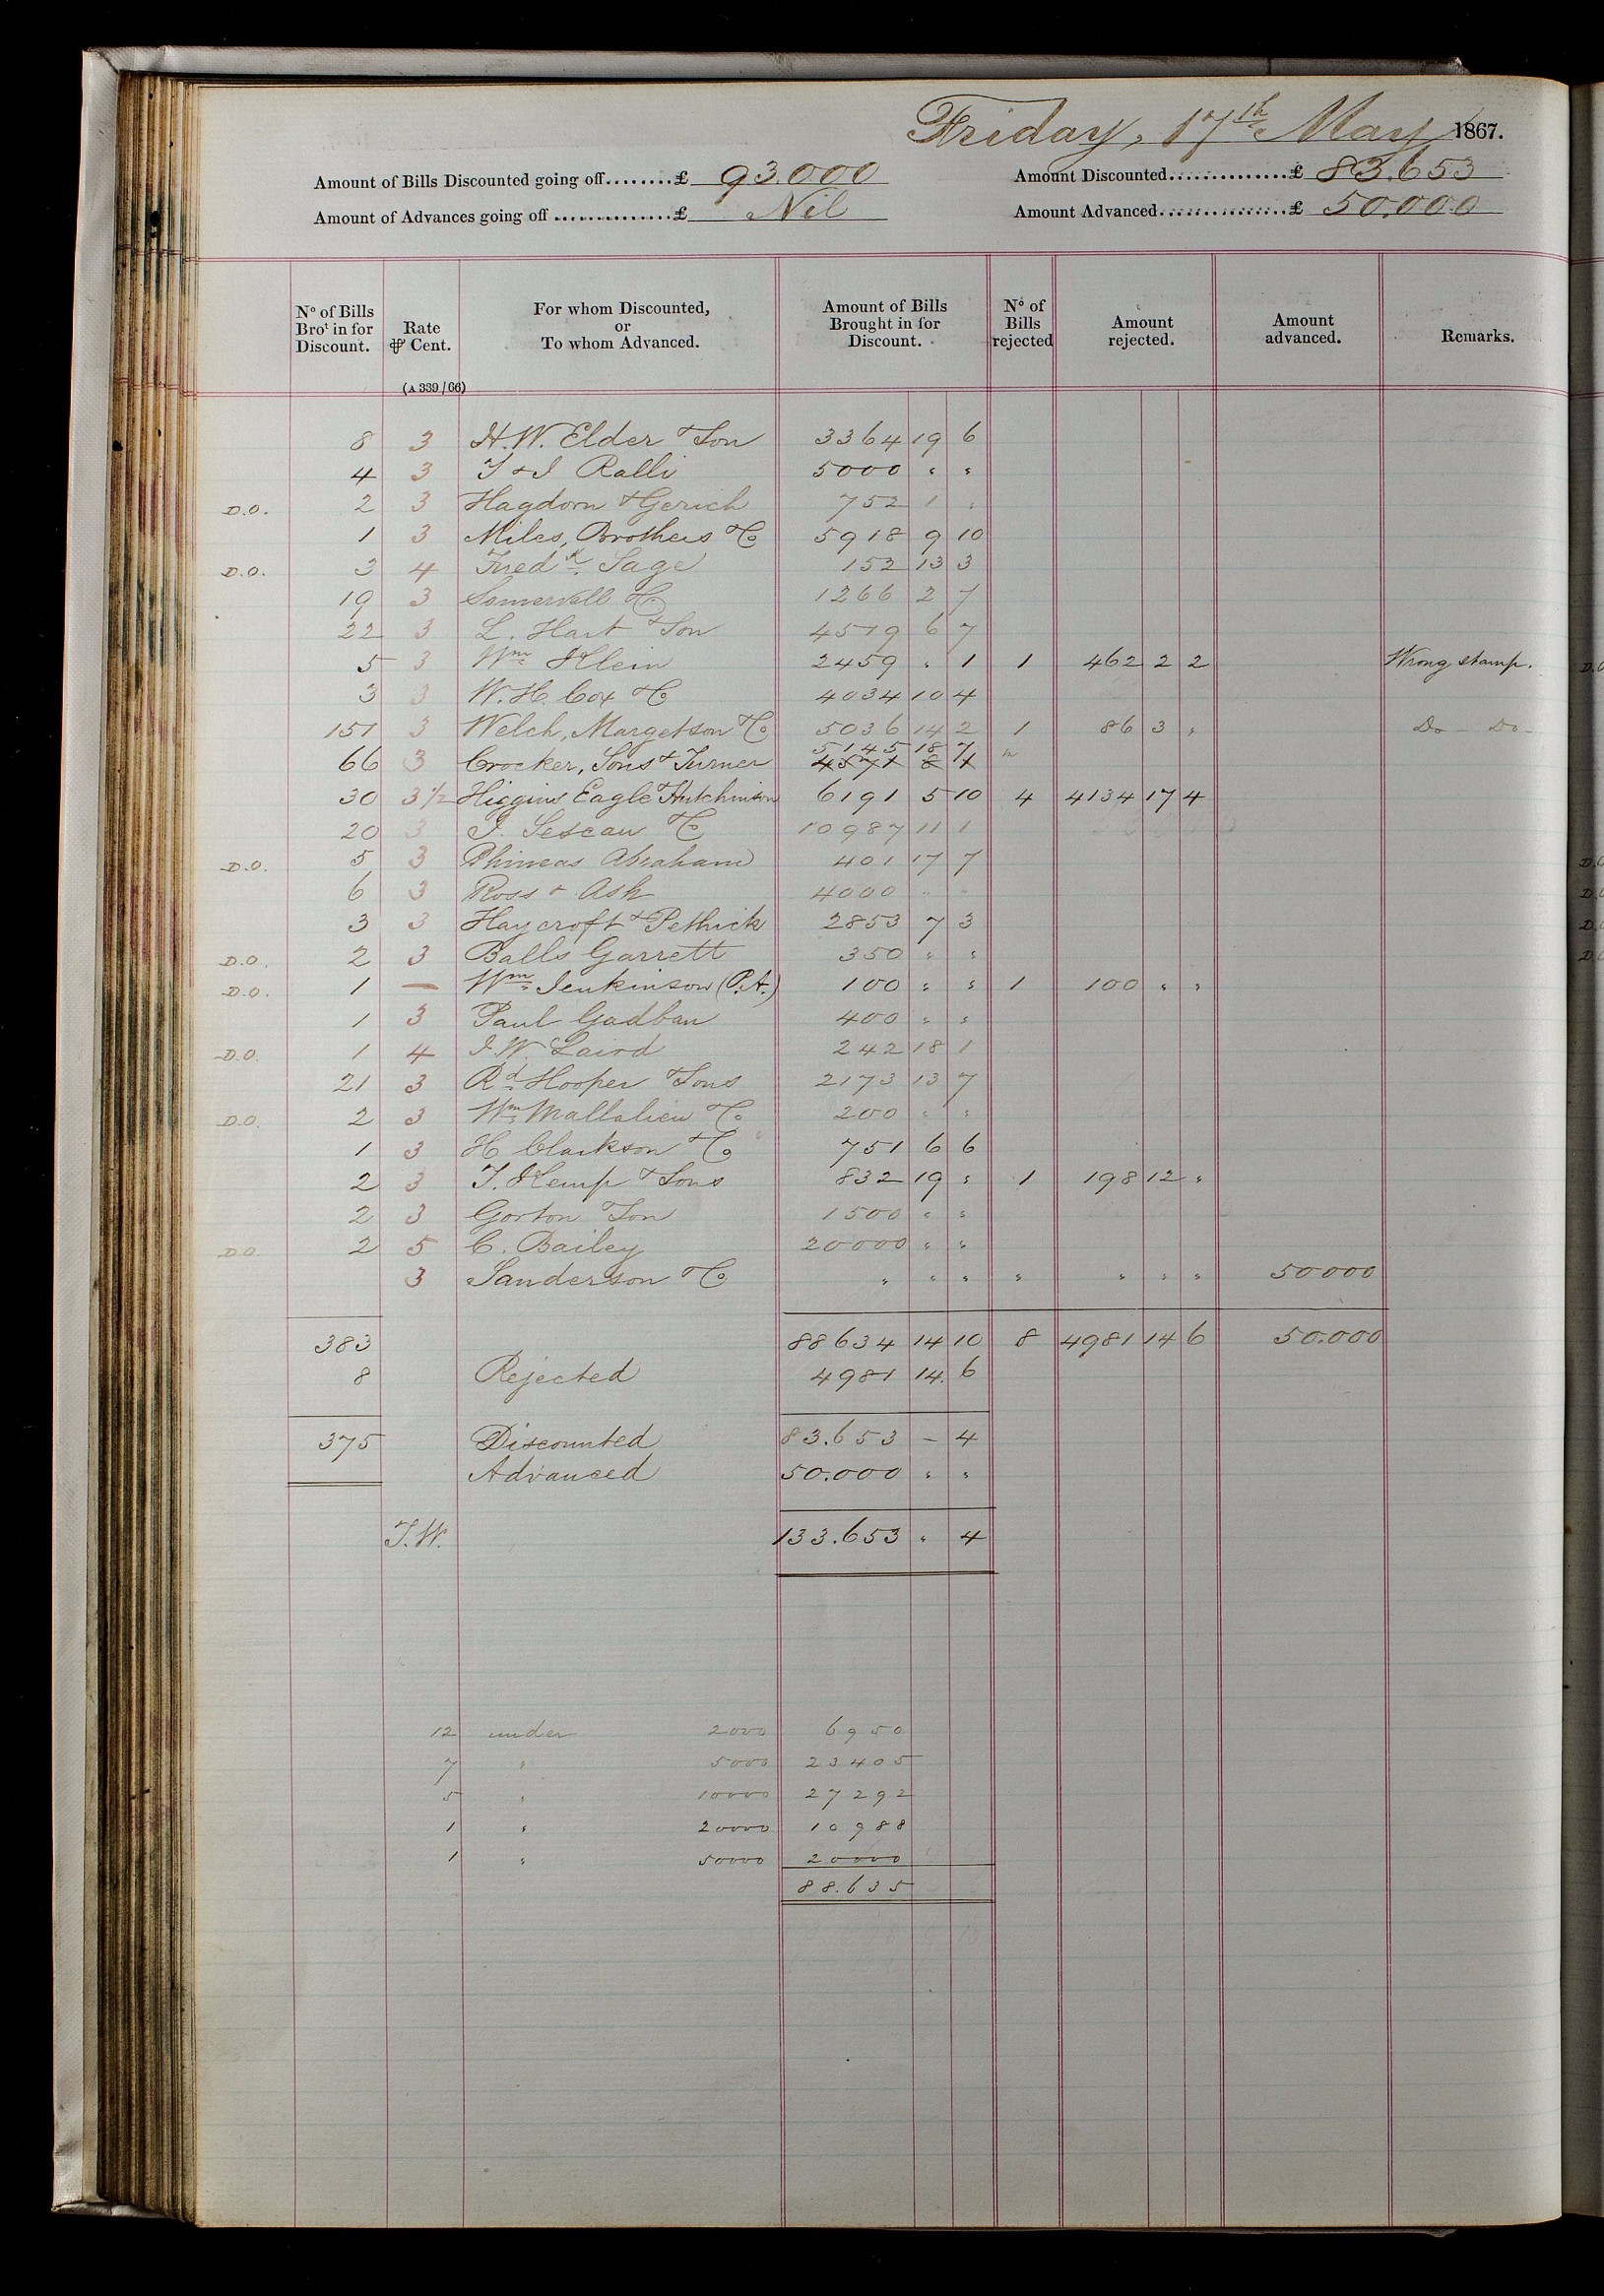 Friday, 17th May 1867.
Amount of Bills Discounted going off........£ 93.000 Amount Discounted..............£ 83.653
Amount of Advances going off ..............£ Nil Amount Advanced...............£ 50.000
No of Bills Brot in for Discount. Rate ⅌ Cent. (A 339/66) For whom Discounted, or To whom Advanced. Amount of Bills Brought in for Discount. No of Bills rejected Amount rejected. Amount advanced. Remarks.
8 3 H.W. Elder & Son 3364 19 6
4 3 T & J Ralli 5000 " "
D.O. 2 3 Hagdorn & Gerich 752 1 "
1 3 Miles, Brothers & Co 5918 9 10
D.O. 3 4 Fredk Sage 152 13 3
19 3 Somervell & Co 1266 2 7
22 3 L. Hart & Son 4519 6 7
5 3 Wm Klein 2459 " 1 1 462 2 2 Wrong stamp.
3 3 W.H. Cox & Co 4034 10 4
151 3 Welch, Margetson & Co 5036 14 2 1 86 3 " Do - Do -
5145 18 7
66 3 Crocker, Sons & Turner 4571 8 1
30 3½ Higgins Eagle & Hutchinson 6191 5 10 4 4134 17 4
20 3 J. Sescau & Co 10987 11 1
D.O. 5 3 Phineas Abraham 401 17 7
6 3 Ross & Ash 4000 " "
3 3 Haycroft & Pethick 2853 7 3
D.O. 2 3 Balls Garrett 350 " "
D.O. 1 — Wm Jenkinson (P.A.) 100 " " 1 100 " "
1 3 Paul Gadban 400 " "
D.O. 1 4 J.W. Laird 242 18 1
21 3 Rd Hooper & Sons 2173 13 7
D.O. 2 3 Wm Mallalieu & Co 200 " "
1 3 H Clarkson & Co 751 6 6
2 3 T. Kemp & Sons 832 19 " 1 198 12 "
2 3 Gorton & Son 1500 " "
D.O. 2 5 C. Bailey 20000 " "
3 Sanderson & Co " " " " " " " 50000
383 88634 14 10 8 4981 14 6 50.000
8 Rejected 4981 14. 6
375 Discounted 83.653 - 4
Advanced 50.000 " "
T.W. 133.653 " 4
12 under 2000 6950
7 " 5000 23405
5 " 10000 27292
1 " 20000 10988
1 " 50000 20000
88.635